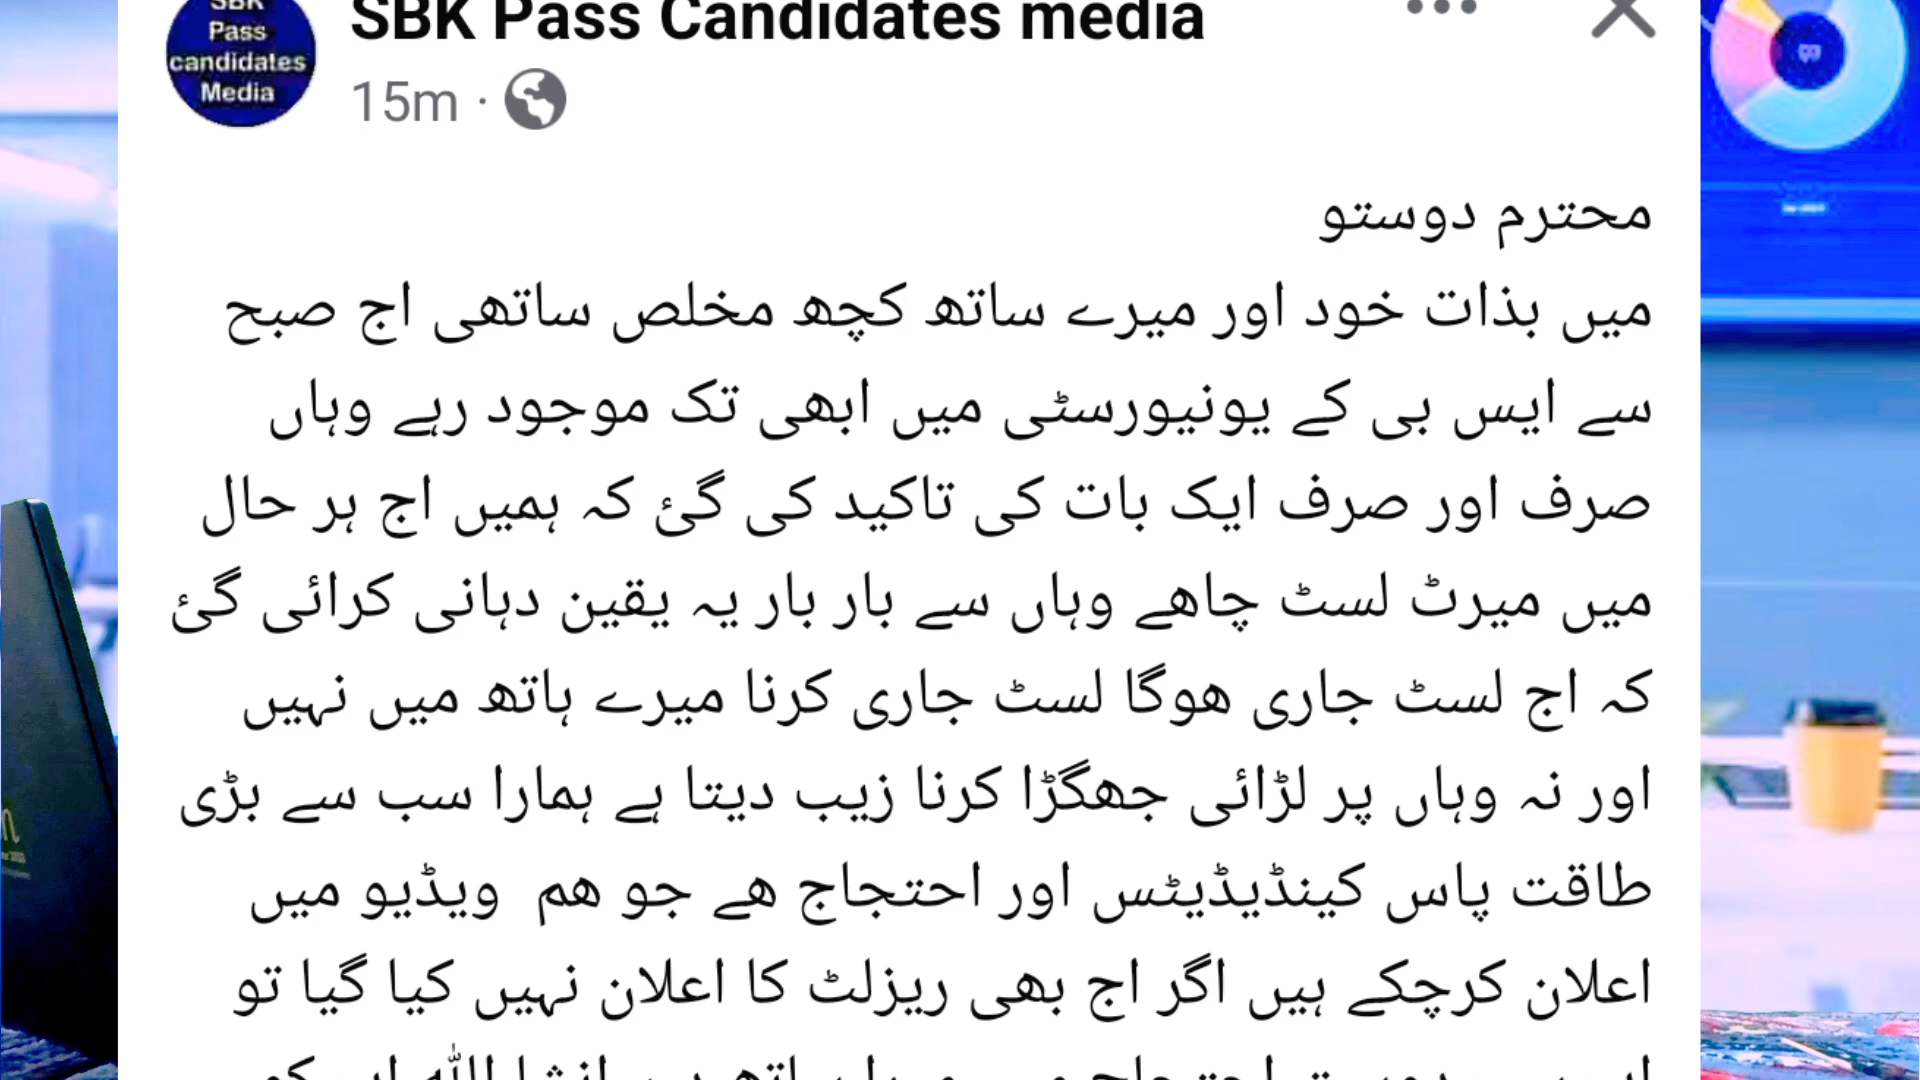 SBK
Pass
candidates
Media
SBK Pass Candidates media
15m ·
محترم دوستو
میں بذات خود اور میرے ساتھ کچھ مخلص ساتھی اج صبح
سے ایس بی کے یونیورسٹی میں ابھی تک موجود رہے وہاں
صرف اور صرف ایک بات کی تاکید کی گئ کہ ہمیں اج ہر حال
میں میرٹ لسٹ چاھے وہاں سے بار بار یہ یقین دہانی کرائی گئ
کہ اج لسٹ جاری ھوگا لسٹ جاری کرنا میرے ہاتھ میں نہیں
اور نہ وہاں پر لڑائی جھگڑا کرنا زیب دیتا ہے ہمارا سب سے بڑی
طاقت پاس کینڈیڈیٹس اور احتجاج ھے جو ھم ویڈیو میں
اعلان کرچکے ہیں اگر اج بھی ریزلٹ کا اعلان نہیں کیا گیا تو